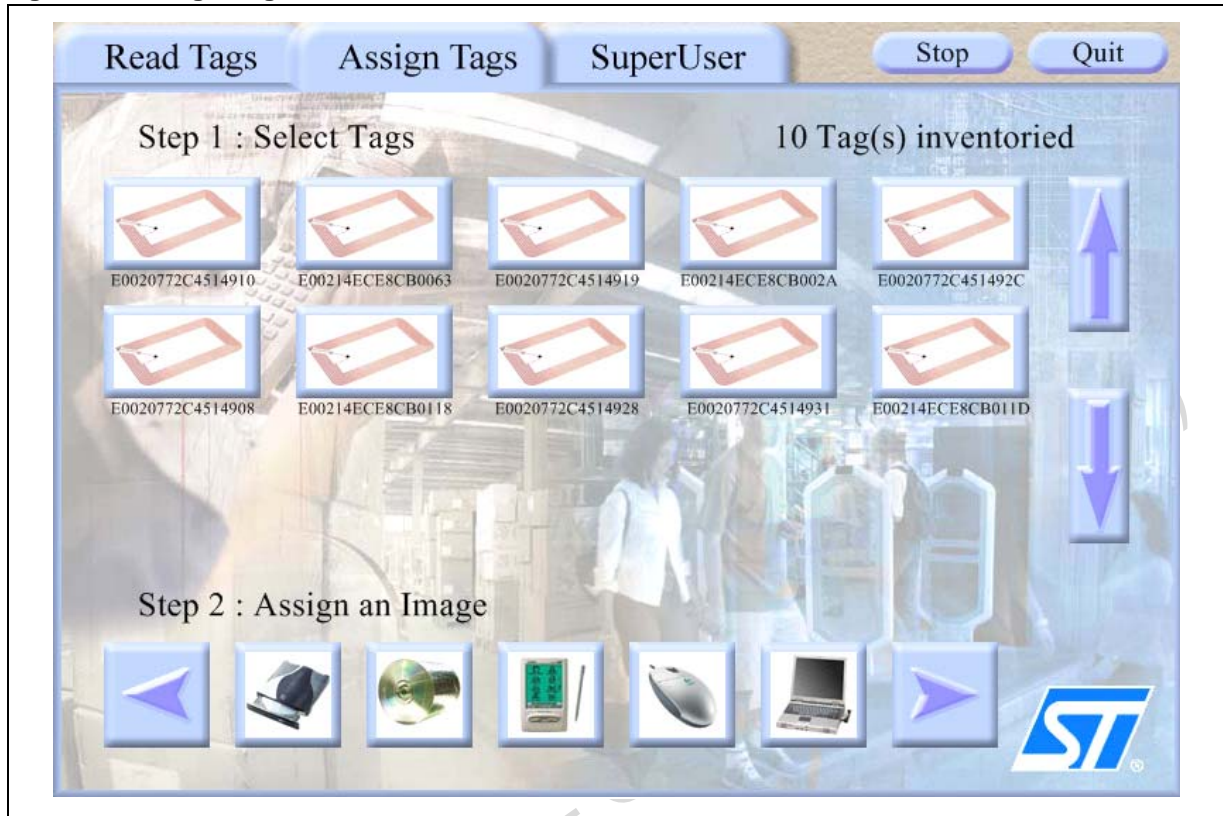 Read Tags
Assign Tags
SuperUser
Stop
Quit
Step 1 : Select Tags
10 Tag(s) inventoried
E0020772C4514910
E00214ECE8CB0063
E0020772C4514919
E00214ECE8CB002A
E0020772C451492C
E0020772C4514908
E00214ECE8CB0118
E0020772C4514928
E0020772C4514931
E00214ECE8CB011D
Step 2 : Assign an Image
ST